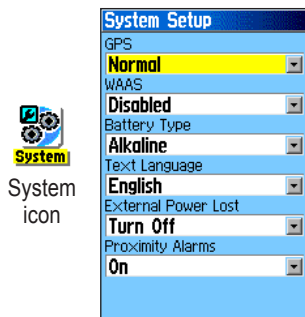 System
System
icon
System Setup
GPS
Normal
WAAS
Disabled
Battery Type
Alkaline
Text Language
English
External Power Lost
Turn Off
Proximity Alarms
On